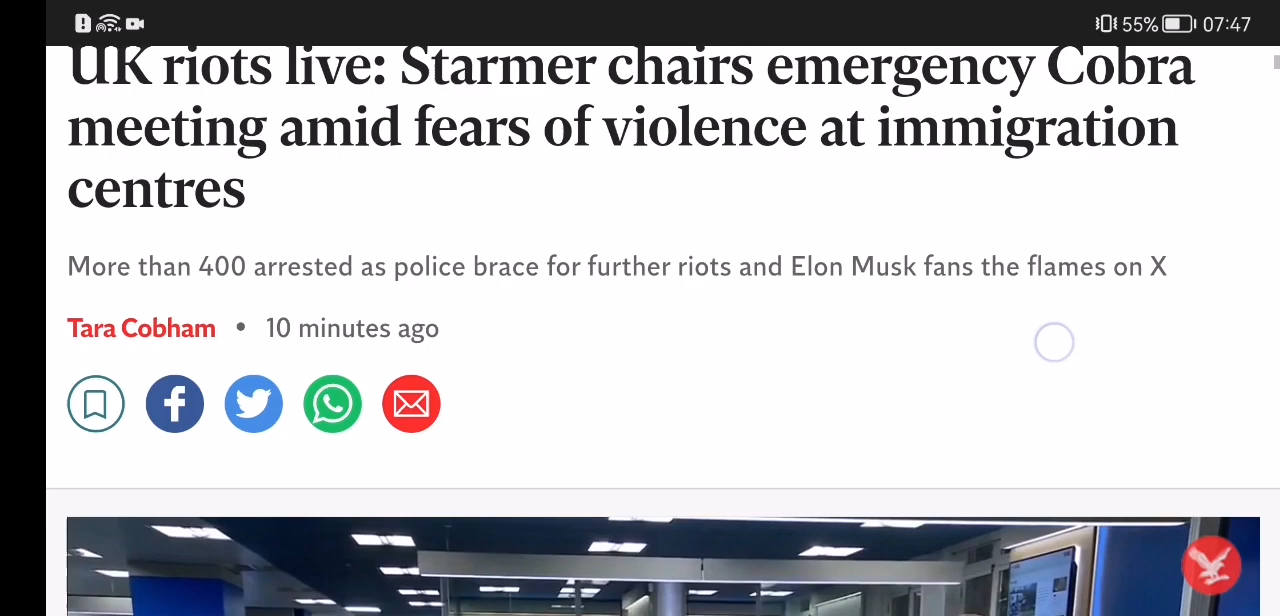 55% 07:47
UK riots live: Starmer chairs emergency Cobra
meeting amid fears of violence at immigration
centres
More than 400 arrested as police brace for further riots and Elon Musk fans the flames on X
Tara Cobham • 10 minutes ago